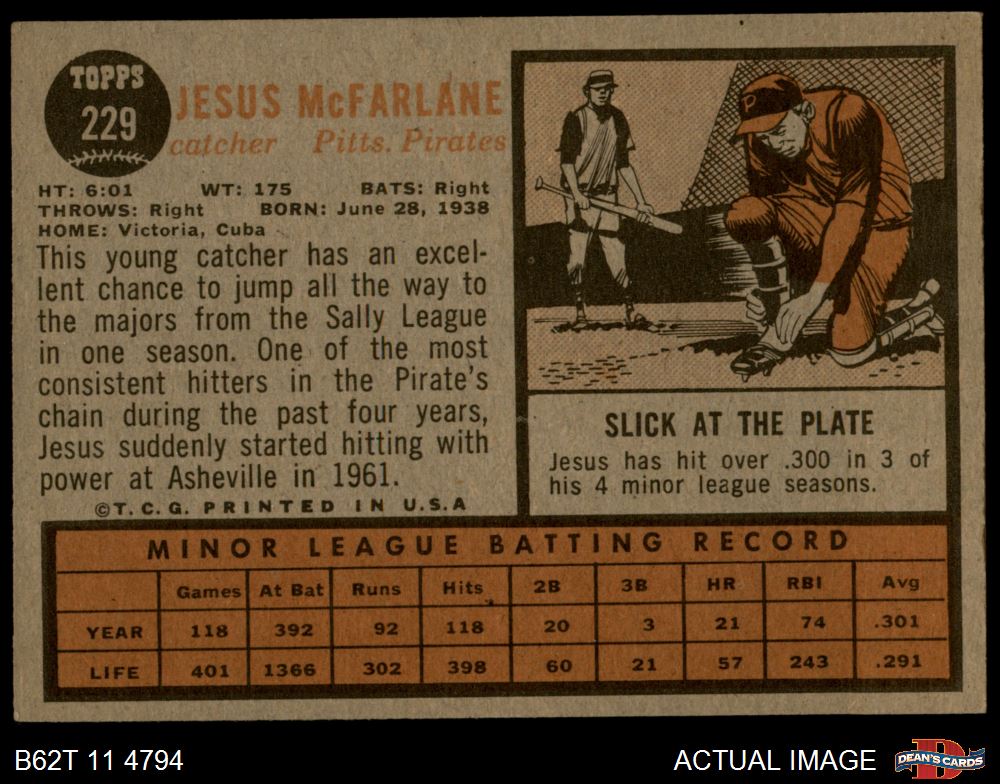 TOPPS
229
JESUS McFARLANE
catcher Pitts. Pirates
HT: 6:01 WT: 175 BATS: Right
THROWS: Right BORN: June 28, 1938
HOME: Victoria, Cuba
This young catcher has an excel-
lent chance to jump all the way to
the majors from the Sally League
in one season. One of the most
consistent hitters in the Pirate's
chain during the past four years,
Jesus suddenly started hitting with
power at Asheville in 1961.
©T. C. G. PRINTED IN U.S.A
P
SLICK AT THE PLATE
Jesus has hit over .300 in 3 of
his 4 minor league seasons.
MINOR LEAGUE BATTING RECORD
Games At Bat Runs Hits 2B 3B HR RBI Avg
YEAR 118 392 92 118 20 3 21 74 .301
LIFE 401 1366 302 398 60 21 57 243 .291
B62T 11 4794 ACTUAL IMAGE
D
DEAN'S CARDS